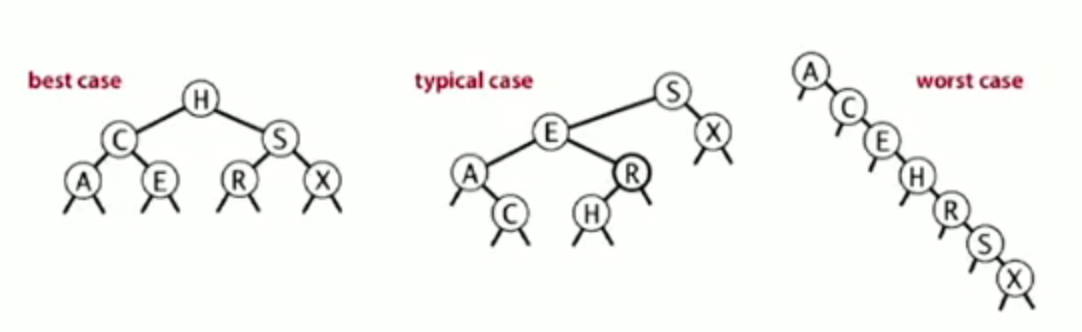 best case
H
C S
A E R X
typical case
S
E X
A R
C H
worst case
A
C
E
H
R
S
X